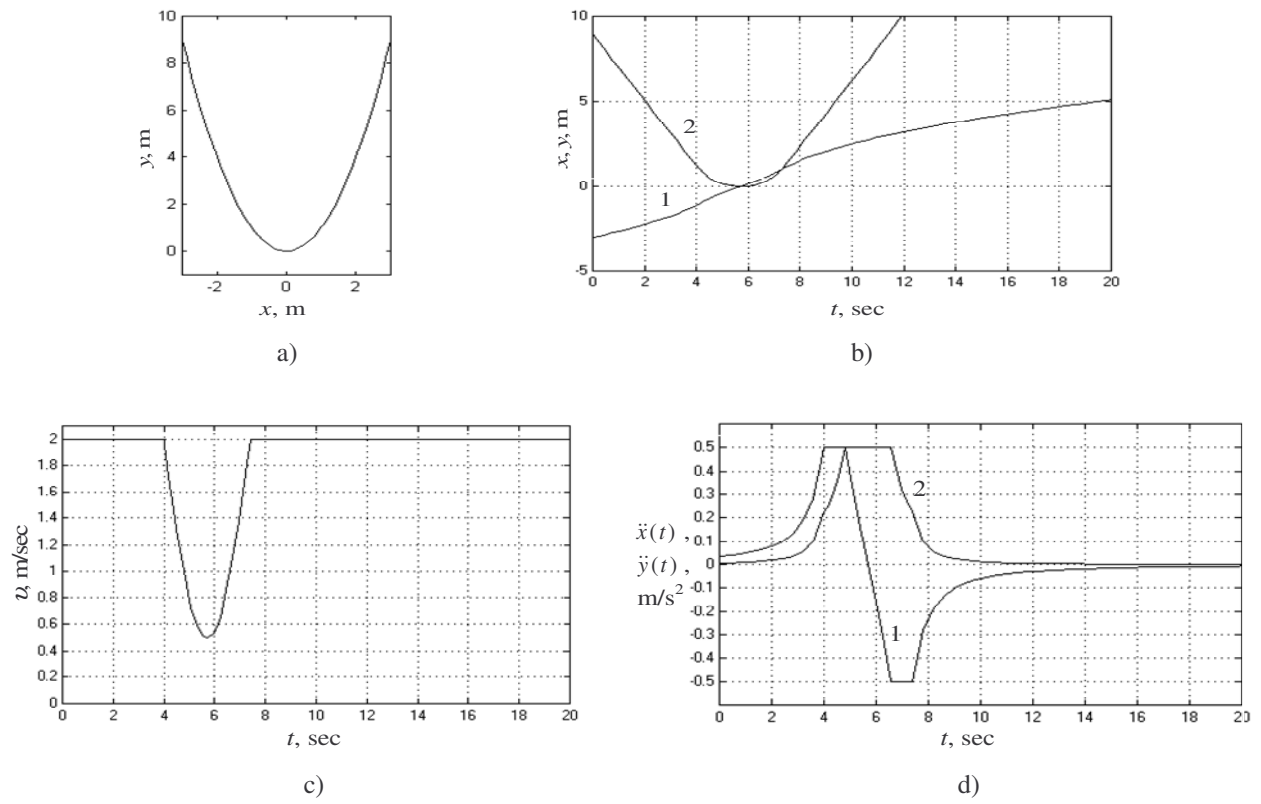 10
8
6
4
2
0
y, m
-2 0 2
x, m
a)
10
5
0
-5
x, y, m
2
1
0 2 4 6 8 10 12 14 16 18 20
t, sec
b)
2
1.8
1.6
1.4
1.2
1
0.8
0.6
0.4
0.2
0
υ, m/sec
0 2 4 6 8 10 12 14 16 18 20
t, sec
c)
0.5
0.4
0.3
0.2
0.1
0
-0.1
-0.2
-0.3
-0.4
-0.5
ẍ(t) ,
ÿ(t) ,
m/s²
2
1
0 2 4 6 8 10 12 14 16 18 20
t, sec
d)